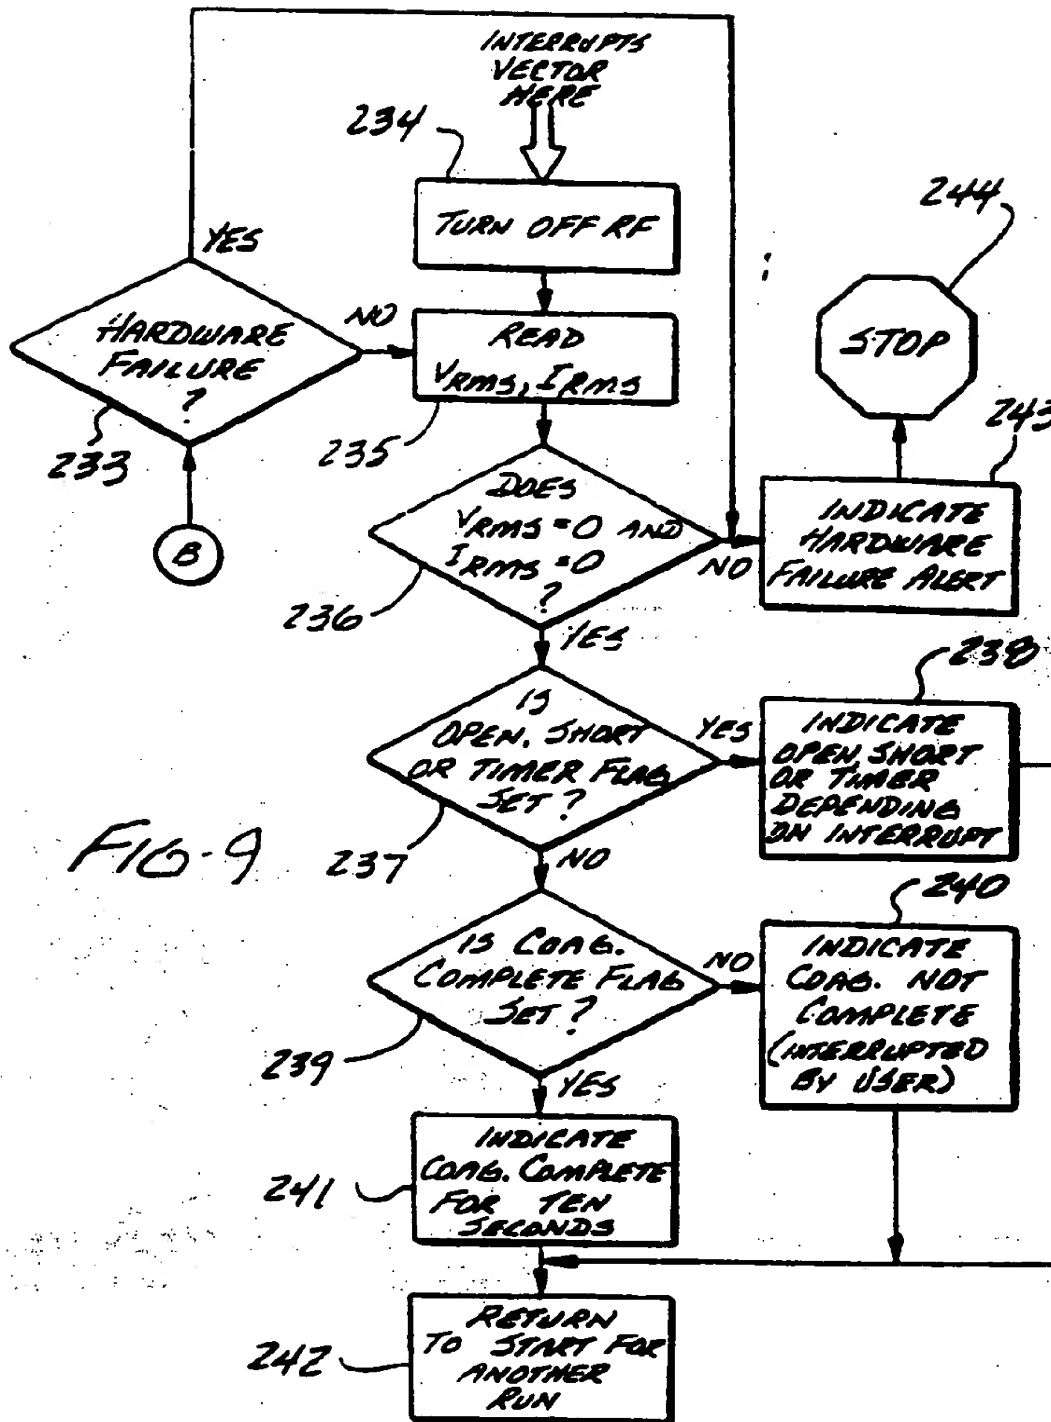 INTERRUPTS
VECTOR
HERE
234
TURN OFF RF
244
STOP
YES
HARDWARE
FAILURE
?
233
NO
READ
VRMS, IRMS
235
B
DOES
VRMS = 0 AND
IRMS = 0
?
236
NO
243
INDICATE
HARDWARE
FAILURE ALERT
YES
IS
OPEN, SHORT
OR TIMER FLAG
SET?
237
YES
238
INDICATE
OPEN, SHORT
OR TIMER
DEPENDING
ON INTERRUPT
FIG-9
NO
IS COAG.
COMPLETE FLAG
SET?
239
NO
240
INDICATE
COAG. NOT
COMPLETE
(INTERRUPTED
BY USER)
YES
INDICATE
COAG. COMPLETE
FOR TEN
SECONDS
241
RETURN
TO START FOR
ANOTHER
RUN
242